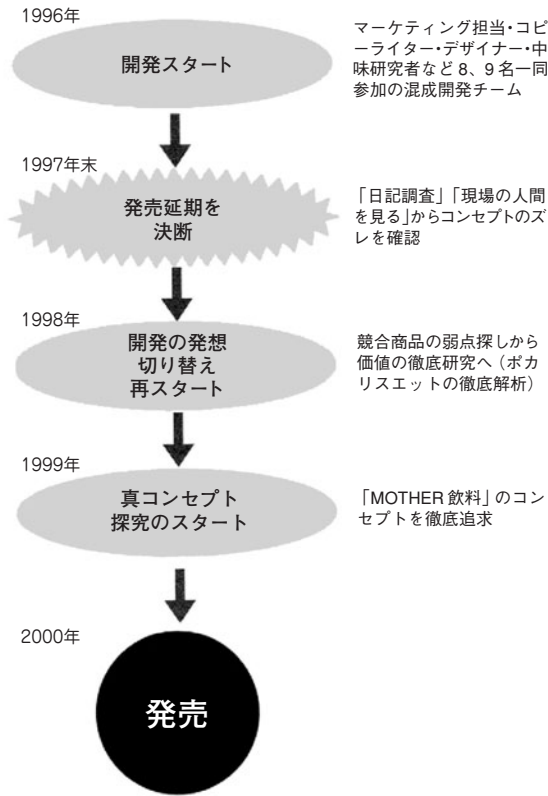 1996年
開発スタート
マーケティング担当・コピ
ーライター・デザイナー・中
味研究者など 8、9 名一同
参加の混成開発チーム
1997年末
発売延期を
決断
「日記調査」「現場の人間
を見る」からコンセプトのズ
レを確認
1998年
開発の発想
切り替え
再スタート
競合商品の弱点探しから
価値の徹底研究へ（ポカ
リスエットの徹底解析）
1999年
真コンセプト
探究のスタート
「MOTHER 飲料」のコン
セプトを徹底追求
2000年
発売